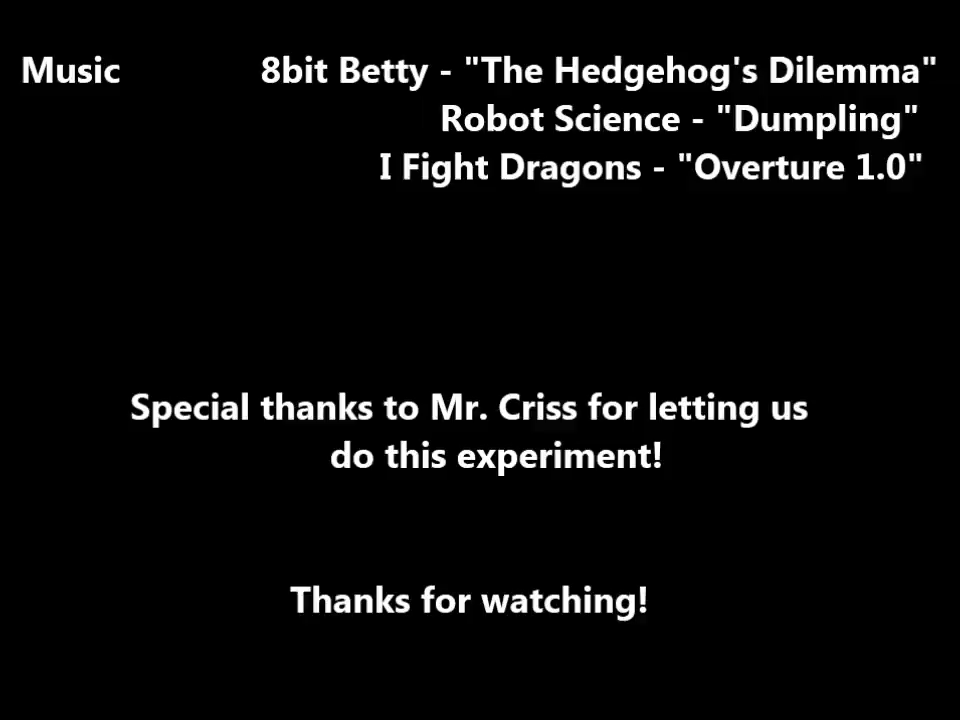 Music 8bit Betty - "The Hedgehog's Dilemma"
Robot Science - "Dumpling"
I Fight Dragons - "Overture 1.0"
Special thanks to Mr. Criss for letting us
do this experiment!
Thanks for watching!